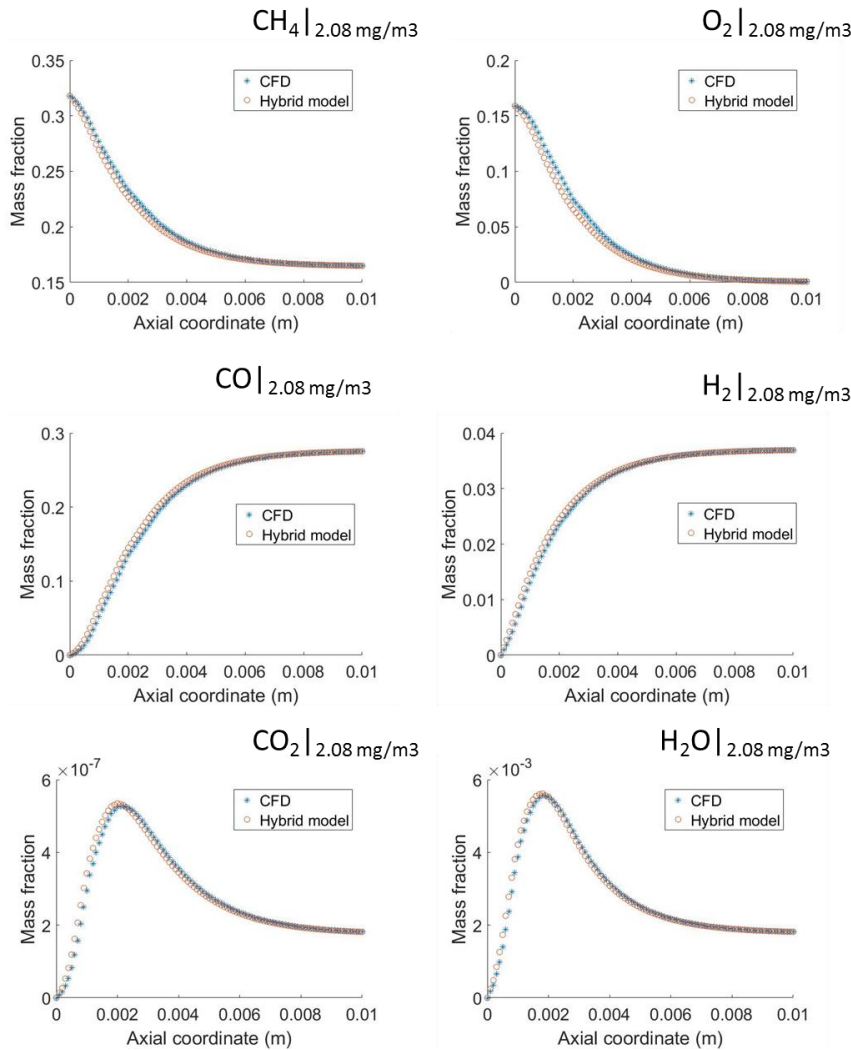 CH4|2.08 mg/m3
0.35
0.3
0.25
0.2
0.15
Mass fraction
CFD
Hybrid model
0 0.002 0.004 0.006 0.008 0.01
Axial coordinate (m)
O2|2.08 mg/m3
0.2
0.15
0.1
0.05
0
Mass fraction
CFD
Hybrid model
0 0.002 0.004 0.006 0.008 0.01
Axial coordinate (m)
CO|2.08 mg/m3
0.3
0.2
0.1
0
Mass fraction
CFD
Hybrid model
0 0.002 0.004 0.006 0.008 0.01
Axial coordinate (m)
H2|2.08 mg/m3
0.04
0.03
0.02
0.01
0
Mass fraction
CFD
Hybrid model
0 0.002 0.004 0.006 0.008 0.01
Axial coordinate (m)
CO2|2.08 mg/m3
×10-7
6
4
2
0
Mass fraction
CFD
Hybrid model
0 0.002 0.004 0.006 0.008 0.01
Axial coordinate (m)
H2O|2.08 mg/m3
×10-3
6
4
2
0
Mass fraction
CFD
Hybrid model
0 0.002 0.004 0.006 0.008 0.01
Axial coordinate (m)